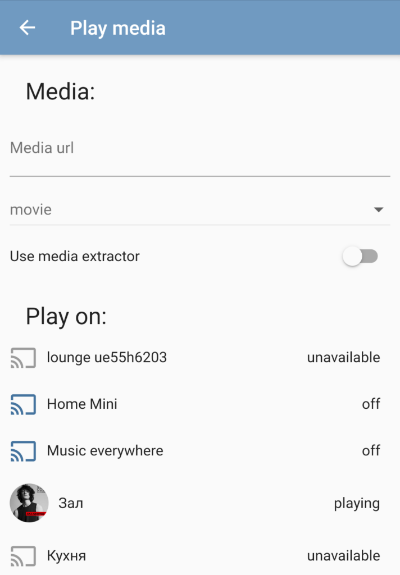 Play media
Media:
Media url
movie
Use media extractor
Play on:
lounge ue55h6203 unavailable
Home Mini off
Music everywhere off
Зал playing
Кухня unavailable